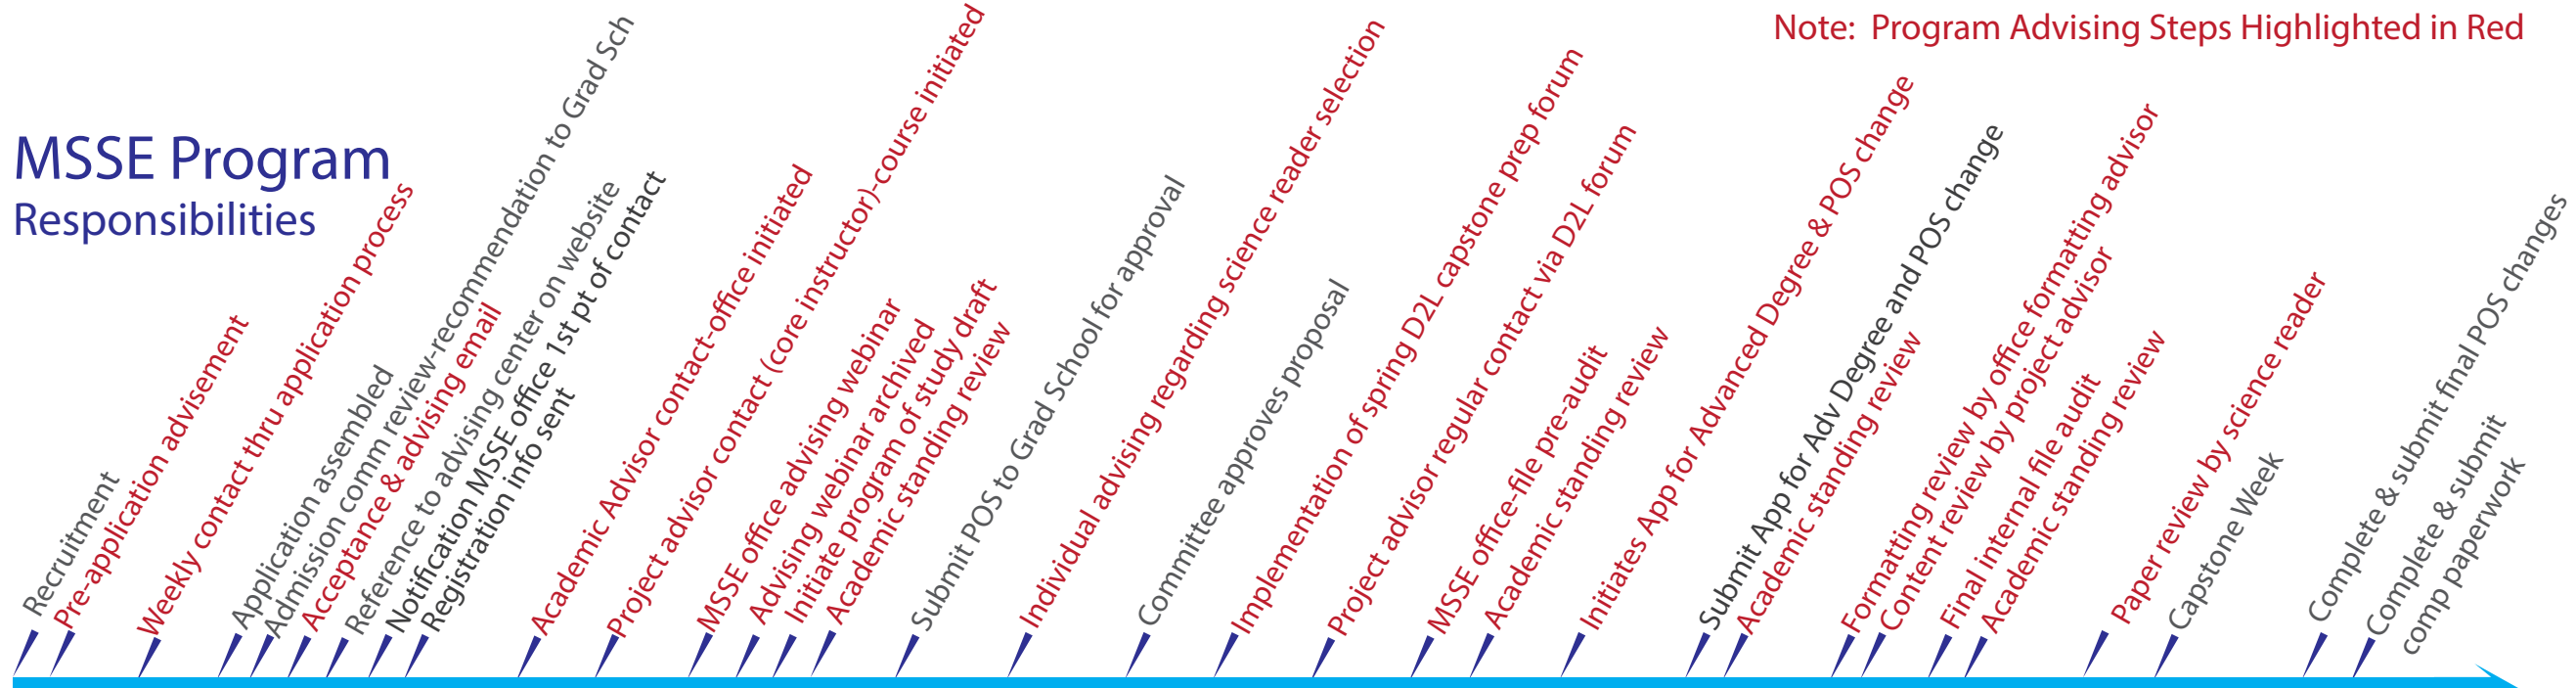 Note: Program Advising Steps Highlighted in Red
MSSE Program
Responsibilities
Recruitment
Pre-application advisement
Weekly contact thru application process
Application assembled
Admission comm review-recommendation to Grad Sch
Acceptance & advising email
Reference to advising center on website
Notification MSSE office 1st pt of contact
Registration info sent
Academic Advisor contact-office initiated
Project advisor contact (core instructor)-course initiated
MSSE office advising webinar
Advising webinar archived
Initiate program of study draft
Academic standing review
Submit POS to Grad School for approval
Individual advising regarding science reader selection
Committee approves proposal
Implementation of spring D2L capstone prep forum
Project advisor regular contact via D2L forum
MSSE office-file pre-audit
Academic standing review
Initiates App for Advanced Degree & POS change
Submit App for Adv Degree and POS change
Academic standing review
Formatting review by office formatting advisor
Content review by project advisor
Final internal file audit
Academic standing review
Paper review by science reader
Capstone Week
Complete & submit final POS changes
Complete & submit
comp paperwork